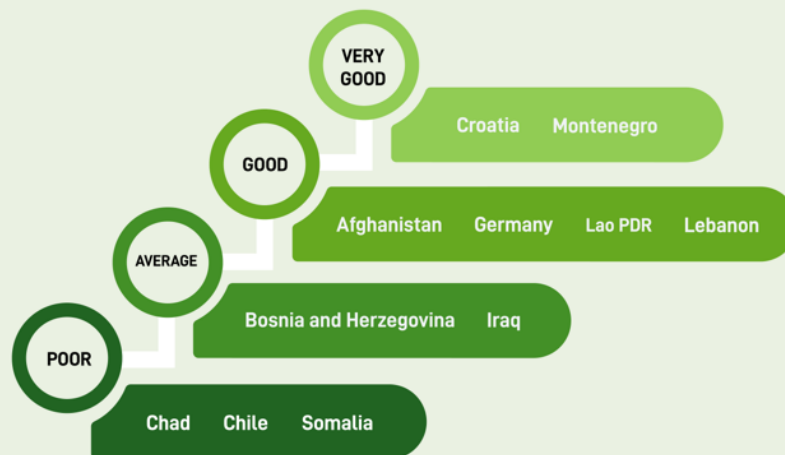 VERY
GOOD
Croatia Montenegro
GOOD
Afghanistan Germany Lao PDR Lebanon
AVERAGE
Bosnia and Herzegovina Iraq
POOR
Chad Chile Somalia